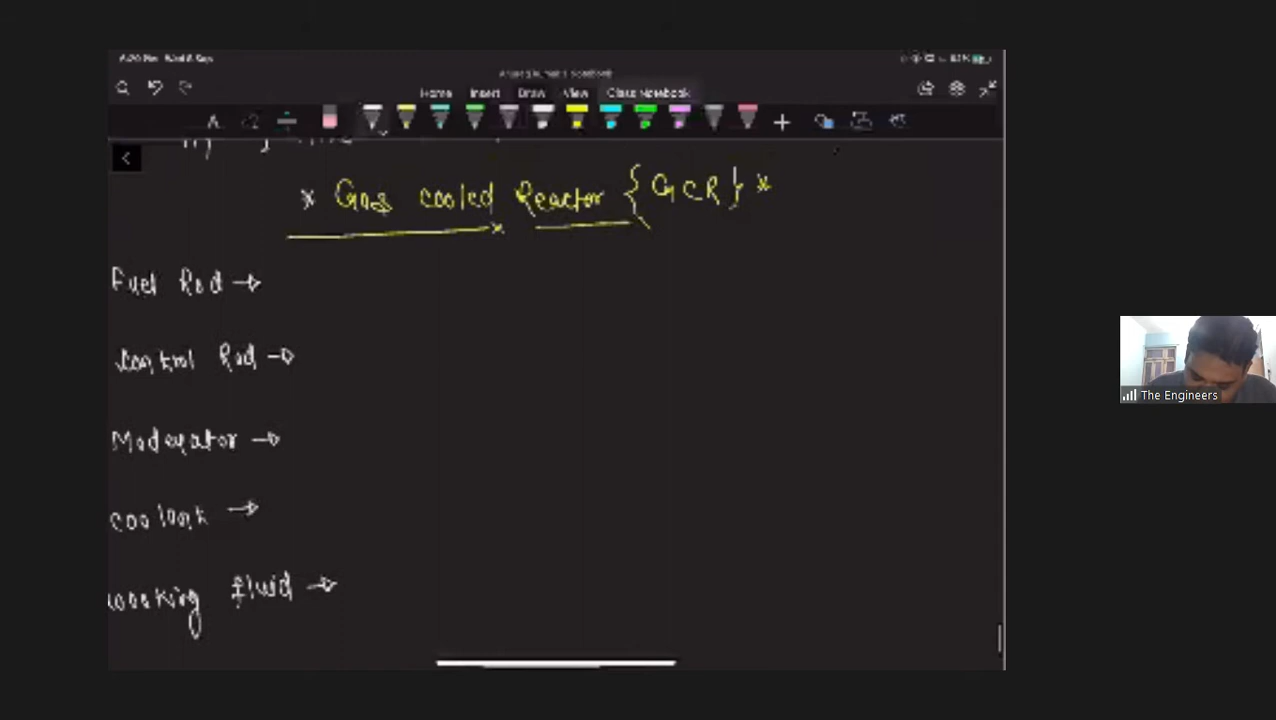 Home Insert Draw View Class Notebook
* Gas cooled Reactor {GCR} *
Fuel Rod →
Control Rod →
Moderator →
coolant →
working fluid →
The Engineers